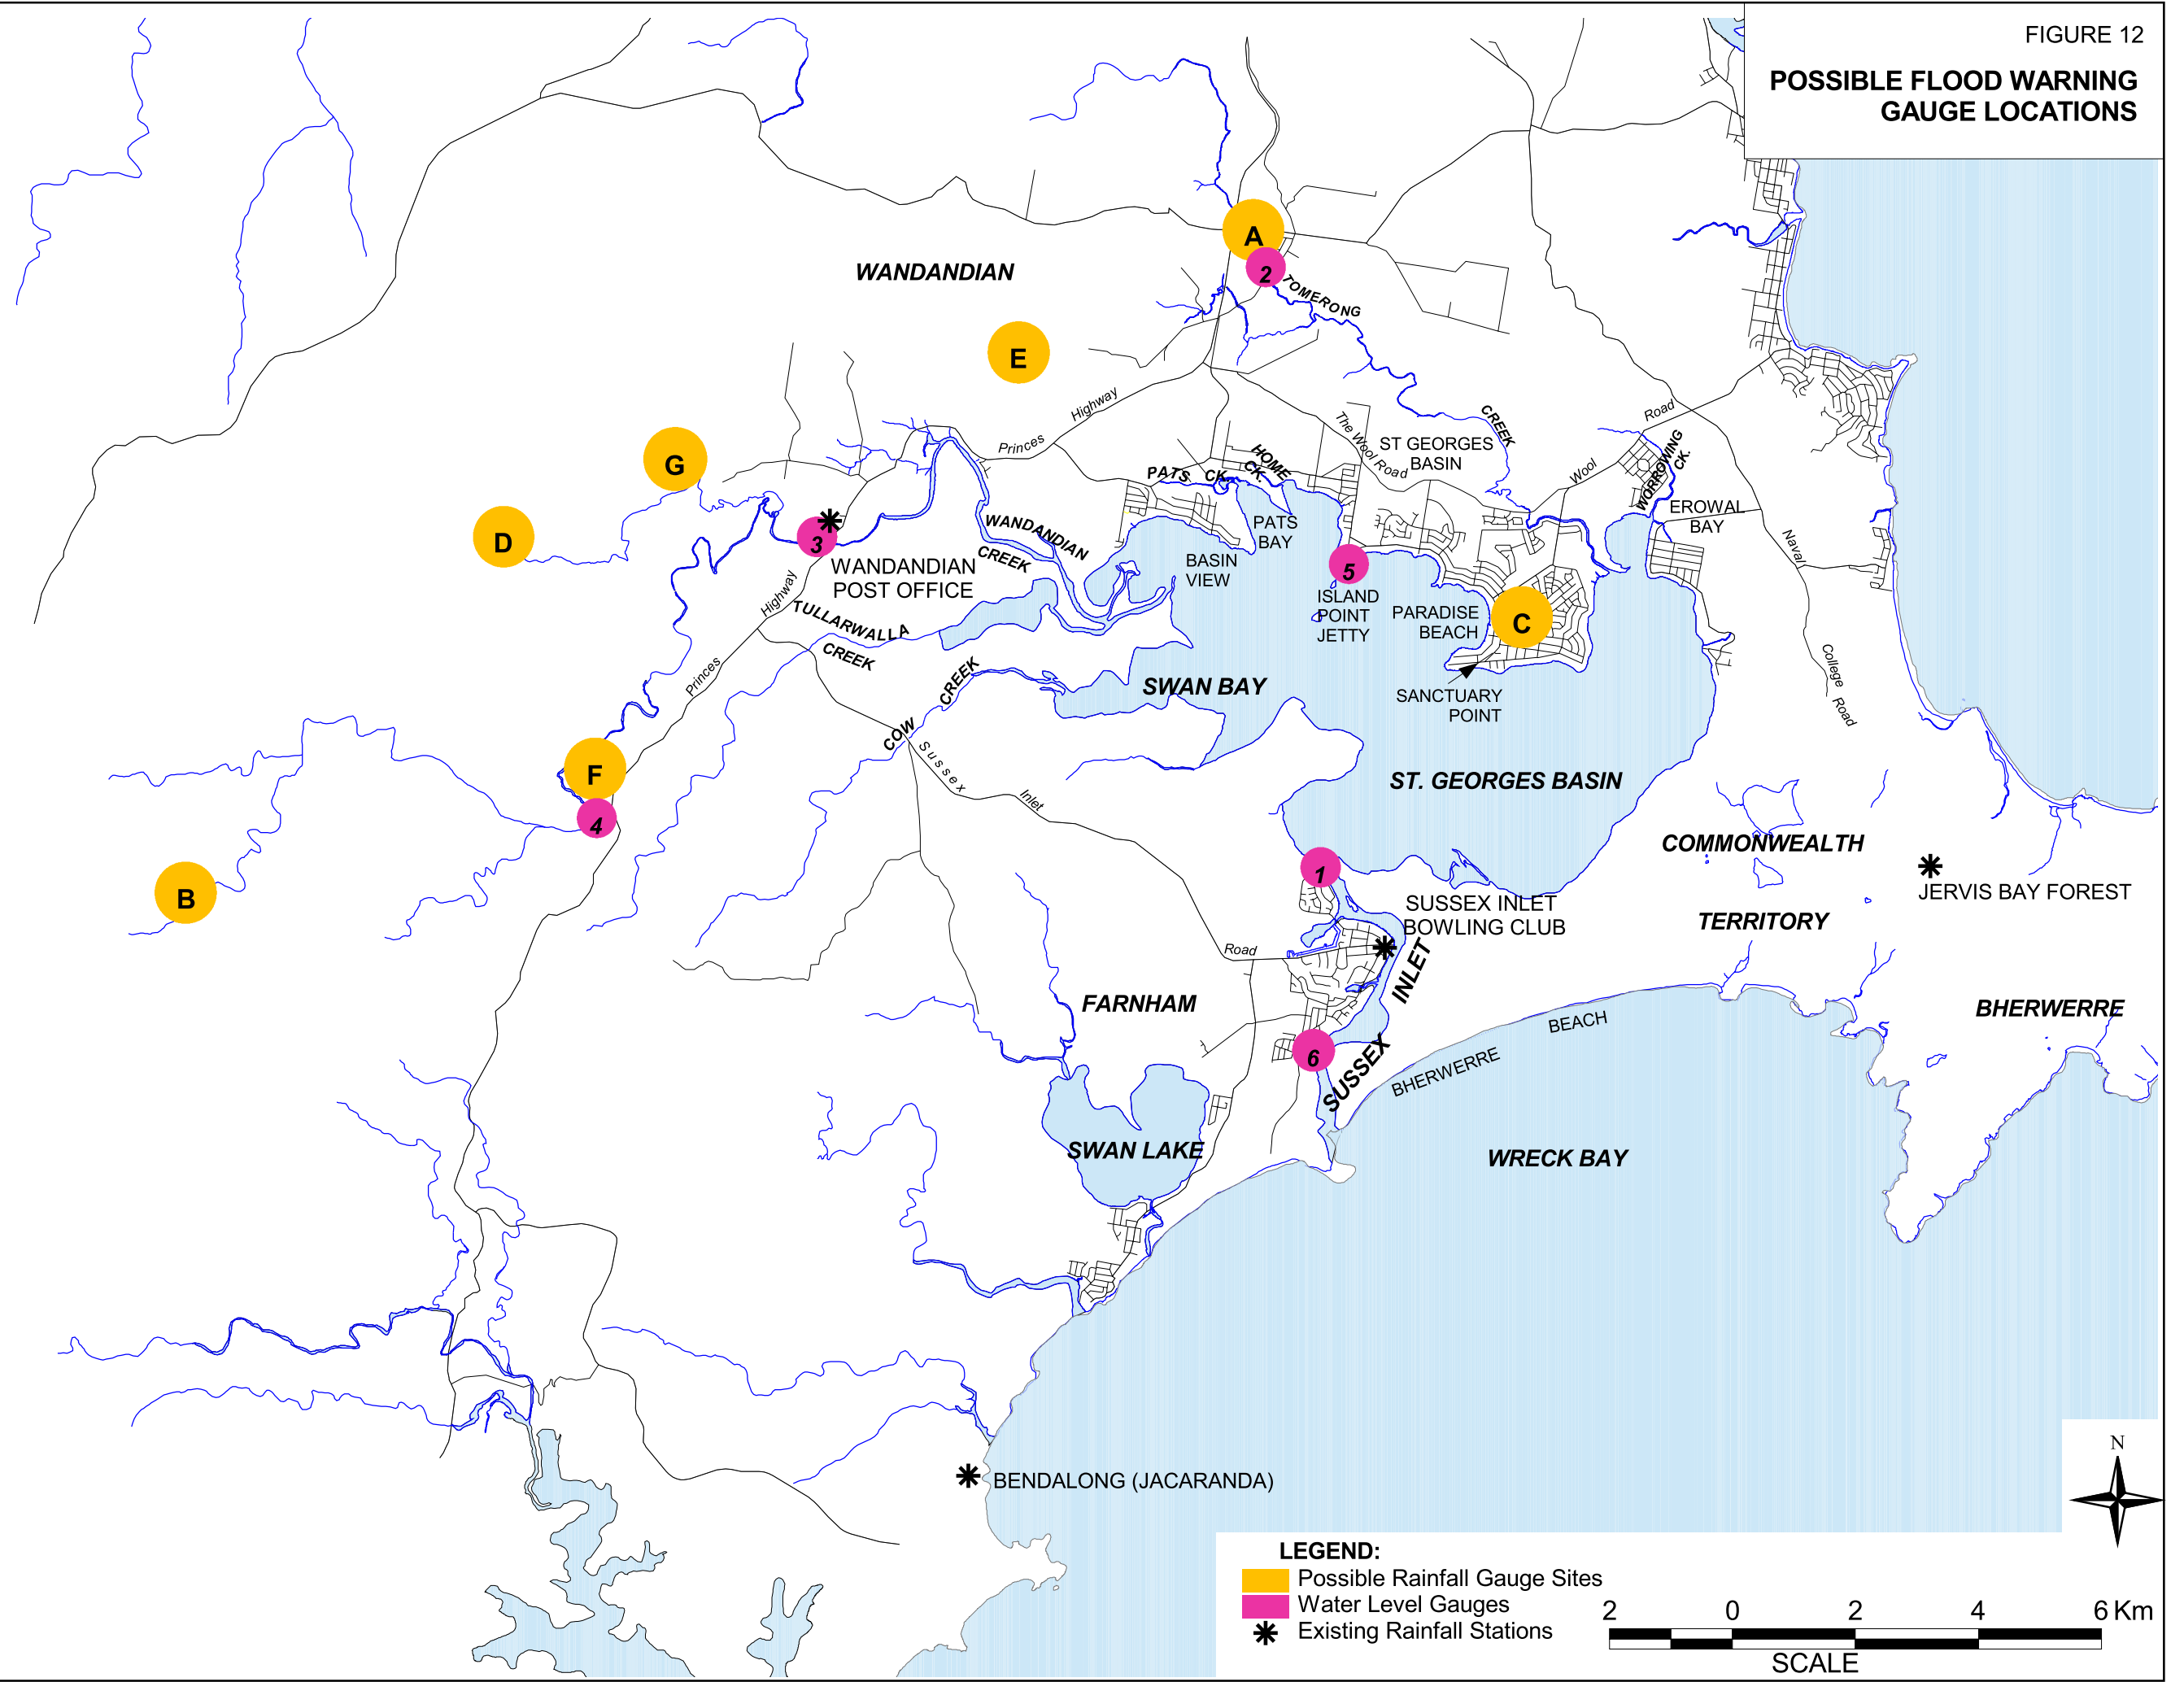 FIGURE 12
POSSIBLE FLOOD WARNING
GAUGE LOCATIONS
A
WANDANDIAN
2
TOMERONG
E
Highway
Princes
CREEK
Road
The Wool Road
ST GEORGES
BASIN
HOME
CK.
PATS CK.
Wool
WORROWING
CK.
G
D
3
WANDANDIAN
CREEK
PATS
BAY
EROWAL
BAY
Naval
BASIN
VIEW
5
WANDANDIAN
POST OFFICE
Highway
TULLARWALLA
CREEK
ISLAND
POINT
JETTY
PARADISE
BEACH
C
College
Road
Princes
CREEK
COW
SWAN BAY
SANCTUARY
POINT
Sussex
Inlet
F
4
ST. GEORGES BASIN
COMMONWEALTH
TERRITORY
B
1
JERVIS BAY FOREST
SUSSEX INLET
BOWLING CLUB
Road
INLET
SUSSEX
FARNHAM
BHERWERRE
BEACH
BHERWERRE
6
SWAN LAKE
WRECK BAY
N
BENDALONG (JACARANDA)
LEGEND:
Possible Rainfall Gauge Sites
Water Level Gauges
Existing Rainfall Stations
2 0 2 4 6 Km
SCALE